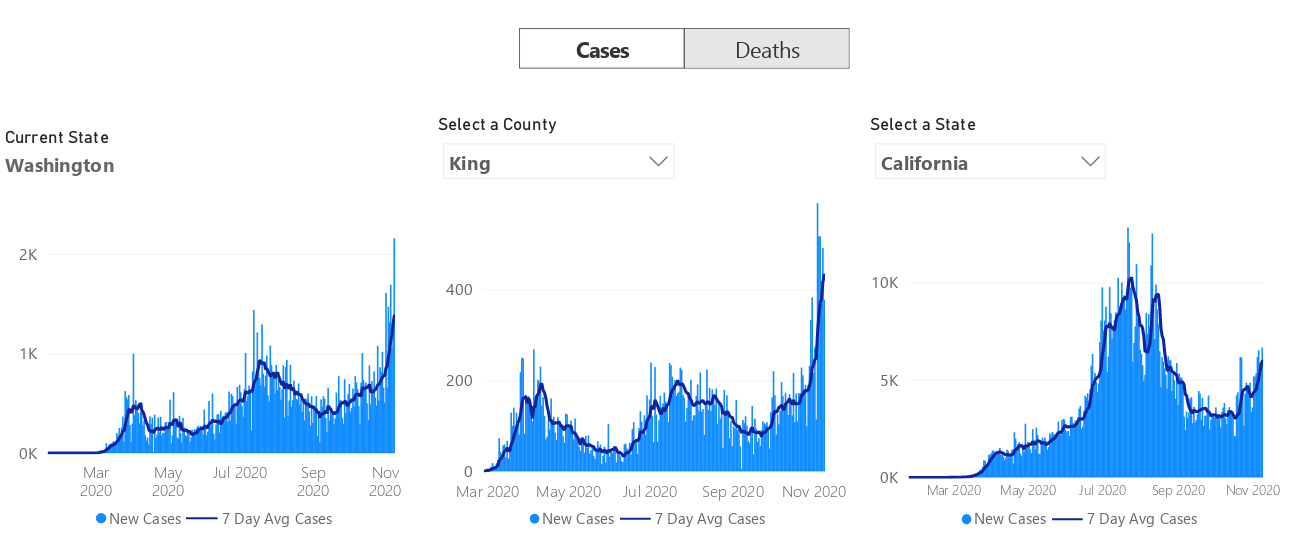 Cases Deaths
Current State
Washington
Select a County
King
Select a State
California
2K
1K
0K
Mar 2020
May 2020
Jul 2020
Sep 2020
Nov 2020
New Cases 7 Day Avg Cases
400
200
0
Mar 2020 May 2020 Jul 2020 Sep 2020 Nov 2020
New Cases 7 Day Avg Cases
10K
5K
0K
Mar 2020 May 2020 Jul 2020 Sep 2020 Nov 2020
New Cases 7 Day Avg Cases